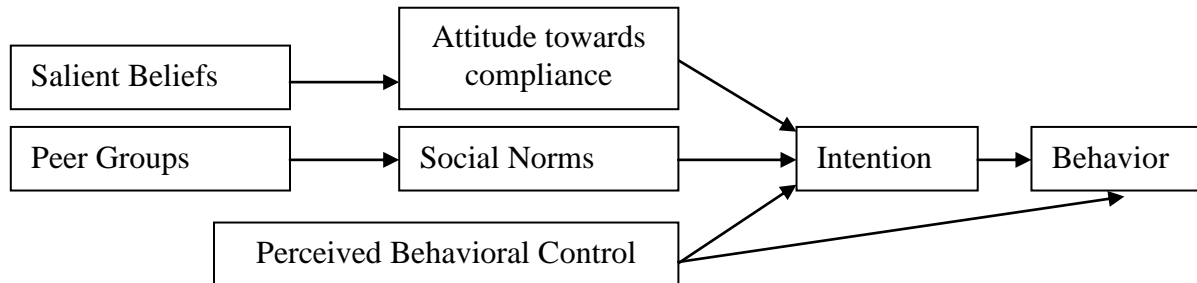 Attitude towards
compliance
Salient Beliefs
Peer Groups
Social Norms
Intention
Behavior
Perceived Behavioral Control